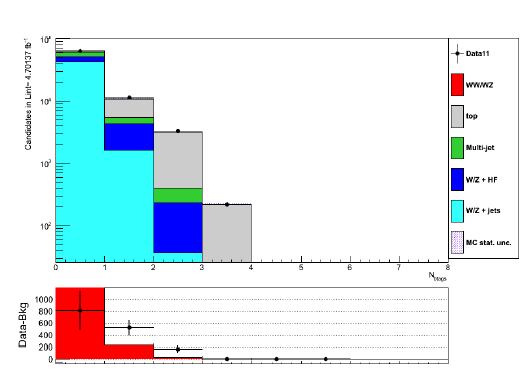 Candidates in Lint= 4.70137 fb⁻¹
10⁵
10⁴
10³
10²
0 1 2 3 4 5 6 7 8
N_btags
Data11
WW/WZ
top
Multi-jet
W/Z + HF
W/Z + jets
MC stat. unc.
Data-Bkg
1000
800
600
400
200
0